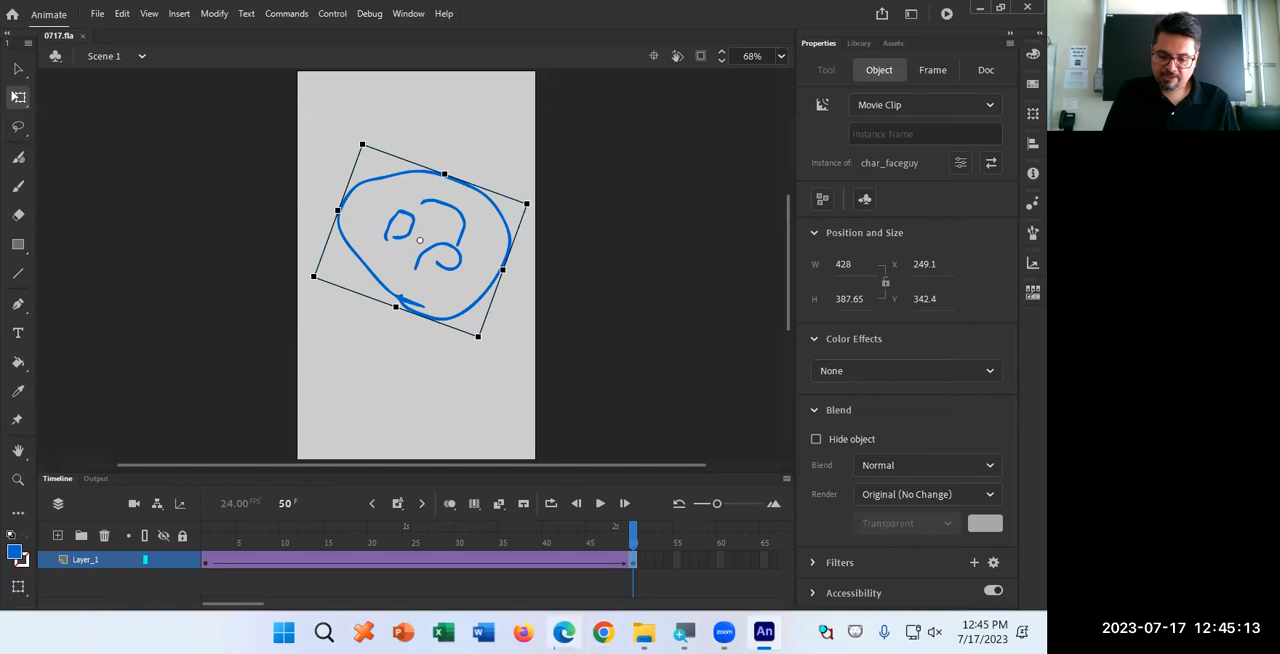 Animate File Edit View Insert Modify Text Commands Control Debug Window Help
0717.fla ×
Scene 1
68%
Properties Library Assets
Tool Object Frame Doc
Movie Clip
Instance Name
Instance of: char_faceguy
Position and Size
W 428 X 249.1
H 387.65 Y 342.4
Color Effects
None
Blend
Hide object
Blend Normal
Render Original (No Change)
Transparent
Filters
Accessibility
Timeline Output
24.00 FPS 50 F
1s 2s
5 10 15 20 25 30 35 40 45 55 60 65
Layer_1
An
zoom
12:45 PM
7/17/2023
2023-07-17 12:45:13